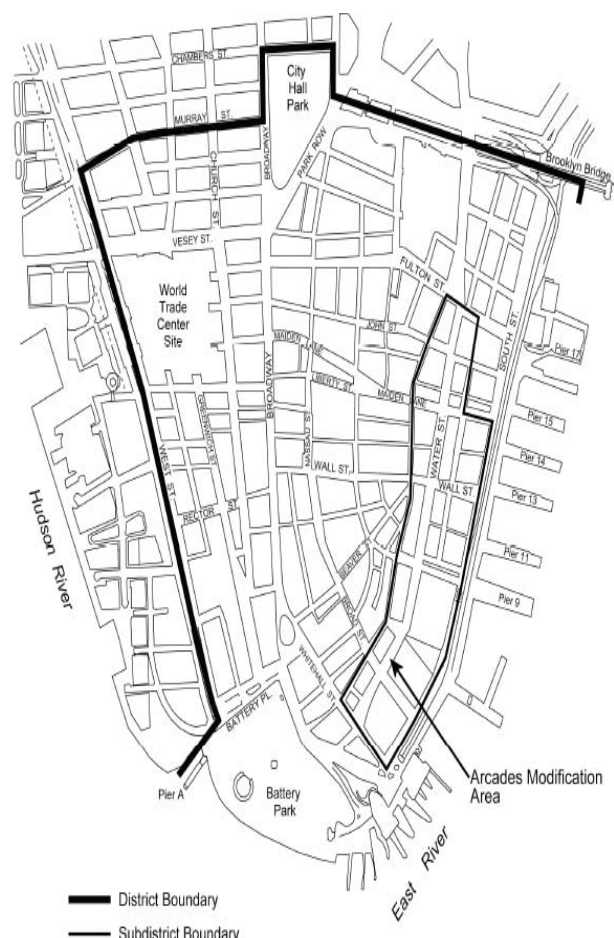 CHAMBERS ST.
City
Hall
Park
MURRAY ST.
BROADWAY
PARK ROW
CHURCH ST.
Brooklyn Bridge
VESEY ST.
FULTON ST.
World
Trade
Center
Site
JOHN ST.
SOUTH ST.
MAIDEN LANE
Pier 17
LIBERTY ST.
MAIDEN LANE
BROADWAY
GREENWICH ST.
NASSAU ST.
WATER ST.
Pier 15
WEST ST.
WALL ST.
Pier 14
WALL ST.
RECTOR ST.
Pier 13
Hudson River
BEAVER ST.
Pier 11
BROAD ST.
Pier 9
WHITEHALL ST.
BATTERY PL.
Arcades Modification
Area
Pier A
Battery
Park
East River
District Boundary
Subdistrict Boundary